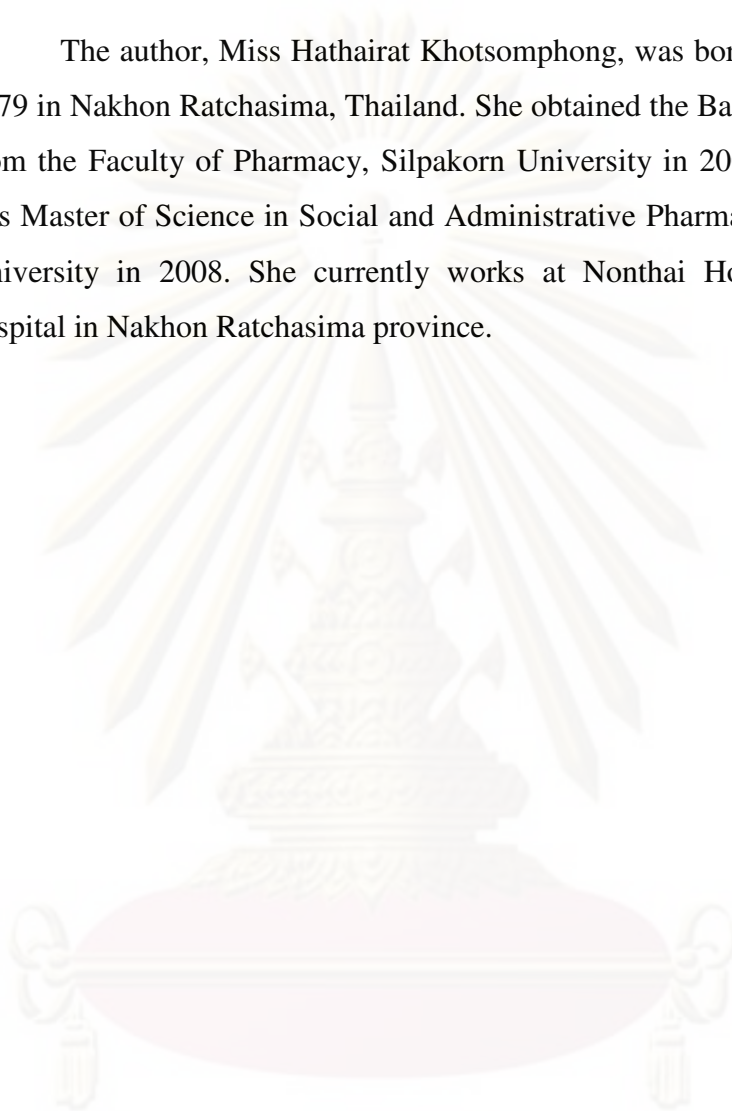 The author, Miss Hathairat Khotsomphong, was bor
79 in Nakhon Ratchasima, Thailand. She obtained the Ba
om the Faculty of Pharmacy, Silpakorn University in 20
s Master of Science in Social and Administrative Pharma
niversity in 2008. She currently works at Nonthai Ho
spital in Nakhon Ratchasima province.